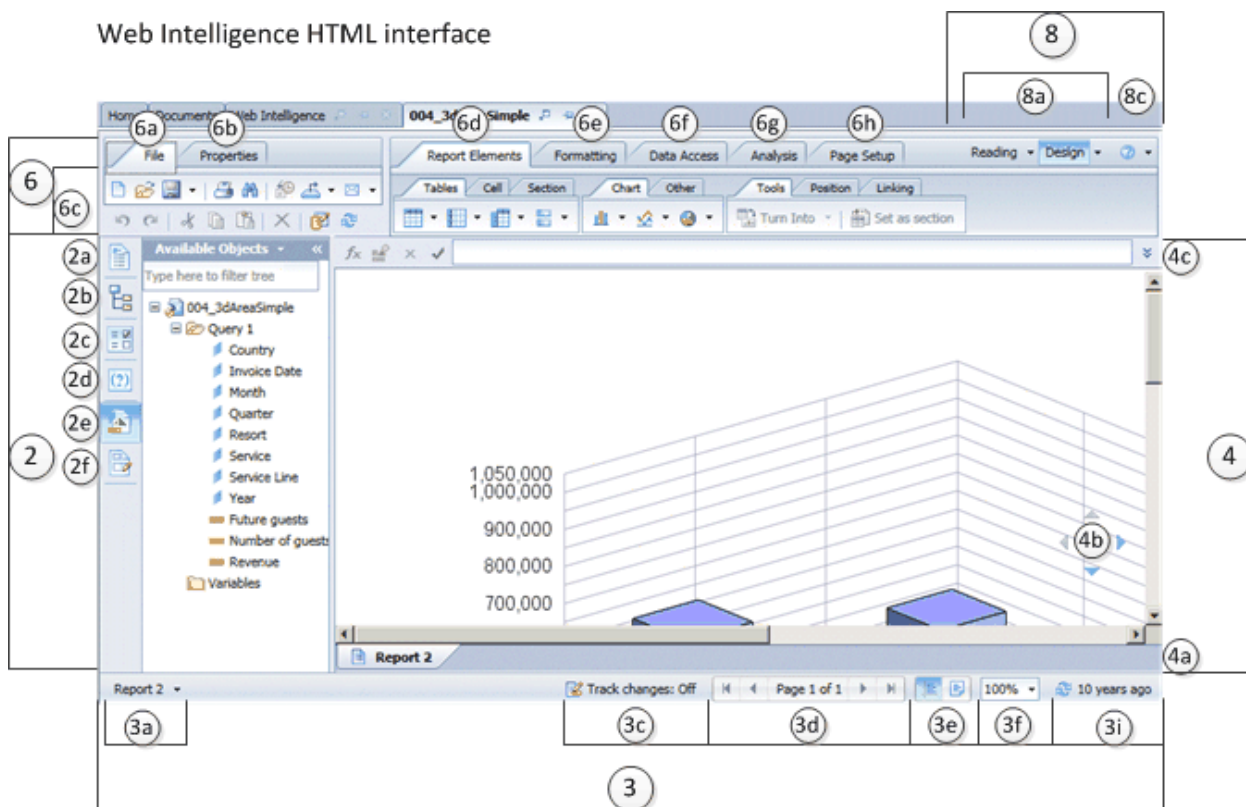 Web Intelligence HTML interface
8
8a
8c
Home Documents Web Intelligence 004_3d Simple
6a
6b
6d
6e
6f
6g
6h
File Properties Report Elements Formatting Data Access Analysis Page Setup Reading Design
6
6c
Tables Cell Section Chart Other Tools Position Linking
Turn Into Set as section
2a
Available Objects
4c
Type here to filter tree
2b
004_3dAreaSimple
2c
Query 1
Country
Invoice Date
2d
Month
Quarter
2e
Resort
2
Service
2f
Service Line
Year
Future guests
Number of guests
Revenue
Variables
1,050,000
1,000,000
900,000
800,000
700,000
4
4b
Report 2
4a
Report 2 Track changes: Off Page 1 of 1 100% 10 years ago
3a
3c
3d
3e
3f
3i
3